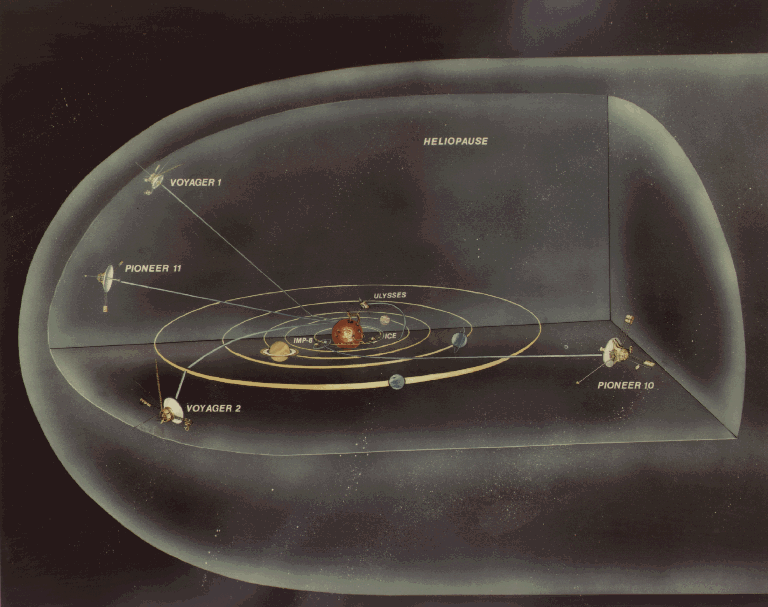 HELIOPAUSE
VOYAGER 1
PIONEER 11
ULYSSES
IMP-8
ICE
PIONEER 10
VOYAGER 2